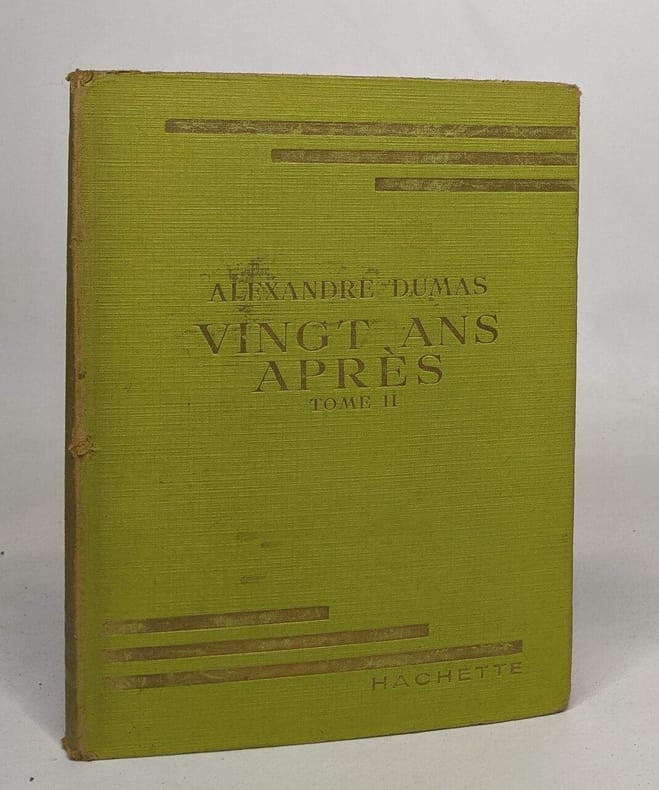 ALEXANDRE DUMAS
VINGT ANS
APRÈS
TOME II
HACHETTE